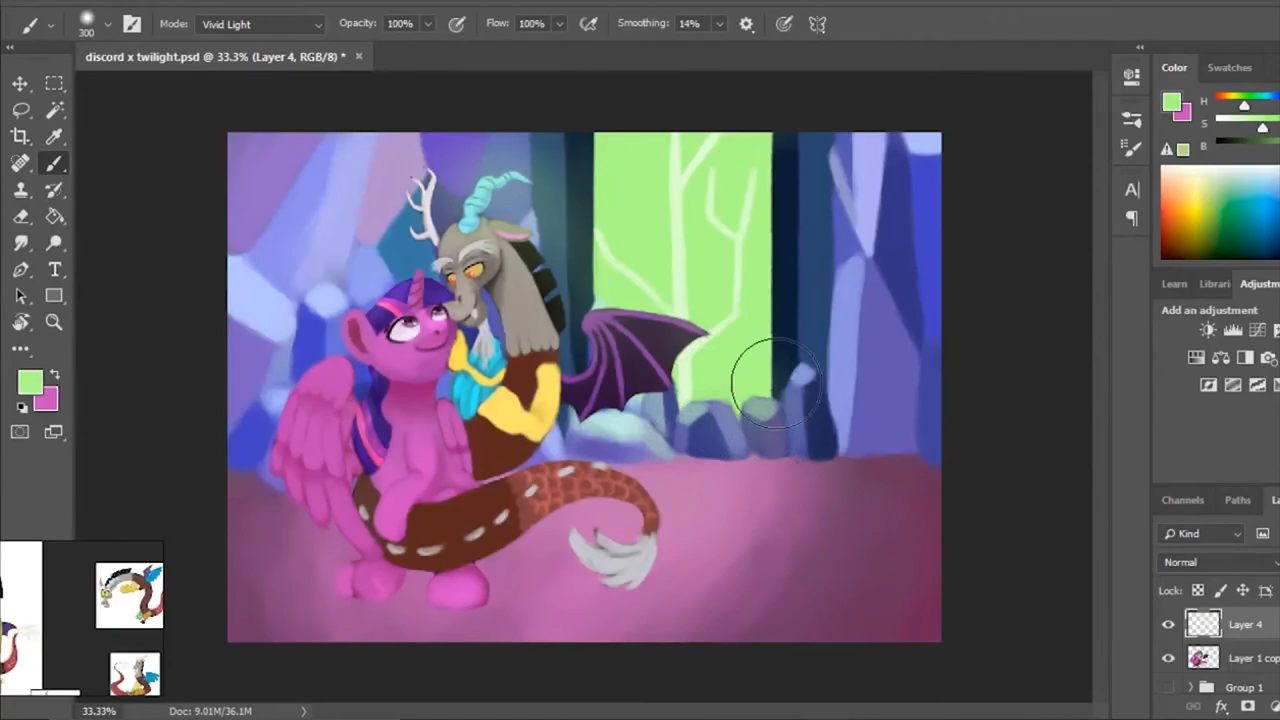 300 Mode: Vivid Light Opacity: 100% Flow: 100% Smoothing: 14%
discord x twilight.psd @ 33.3% (Layer 4, RGB/8) * ×
Color Swatches
H
S
B
A|
Learn Librari Adjustm
Add an adjustment
Channels Paths La
Kind
Normal
Lock:
Layer 4
Layer 1 cop
Group 1
fx
33.33% Doc: 9.01M/36.1M